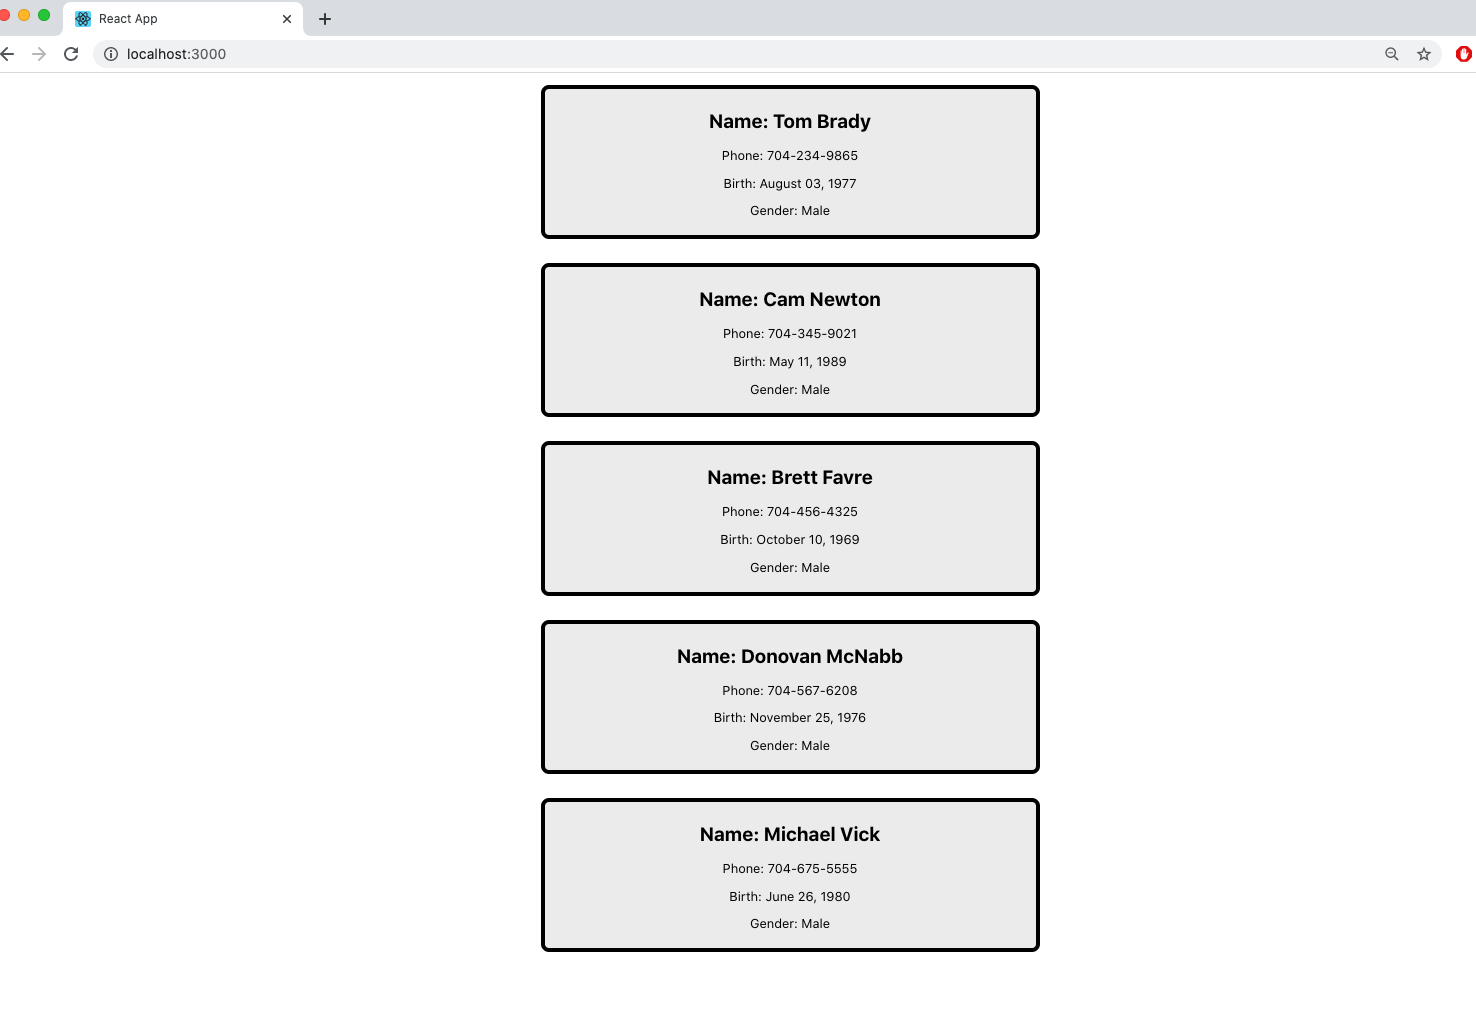 React App
localhost:3000
Name: Tom Brady
Phone: 704-234-9865
Birth: August 03, 1977
Gender: Male
Name: Cam Newton
Phone: 704-345-9021
Birth: May 11, 1989
Gender: Male
Name: Brett Favre
Phone: 704-456-4325
Birth: October 10, 1969
Gender: Male
Name: Donovan McNabb
Phone: 704-567-6208
Birth: November 25, 1976
Gender: Male
Name: Michael Vick
Phone: 704-675-5555
Birth: June 26, 1980
Gender: Male